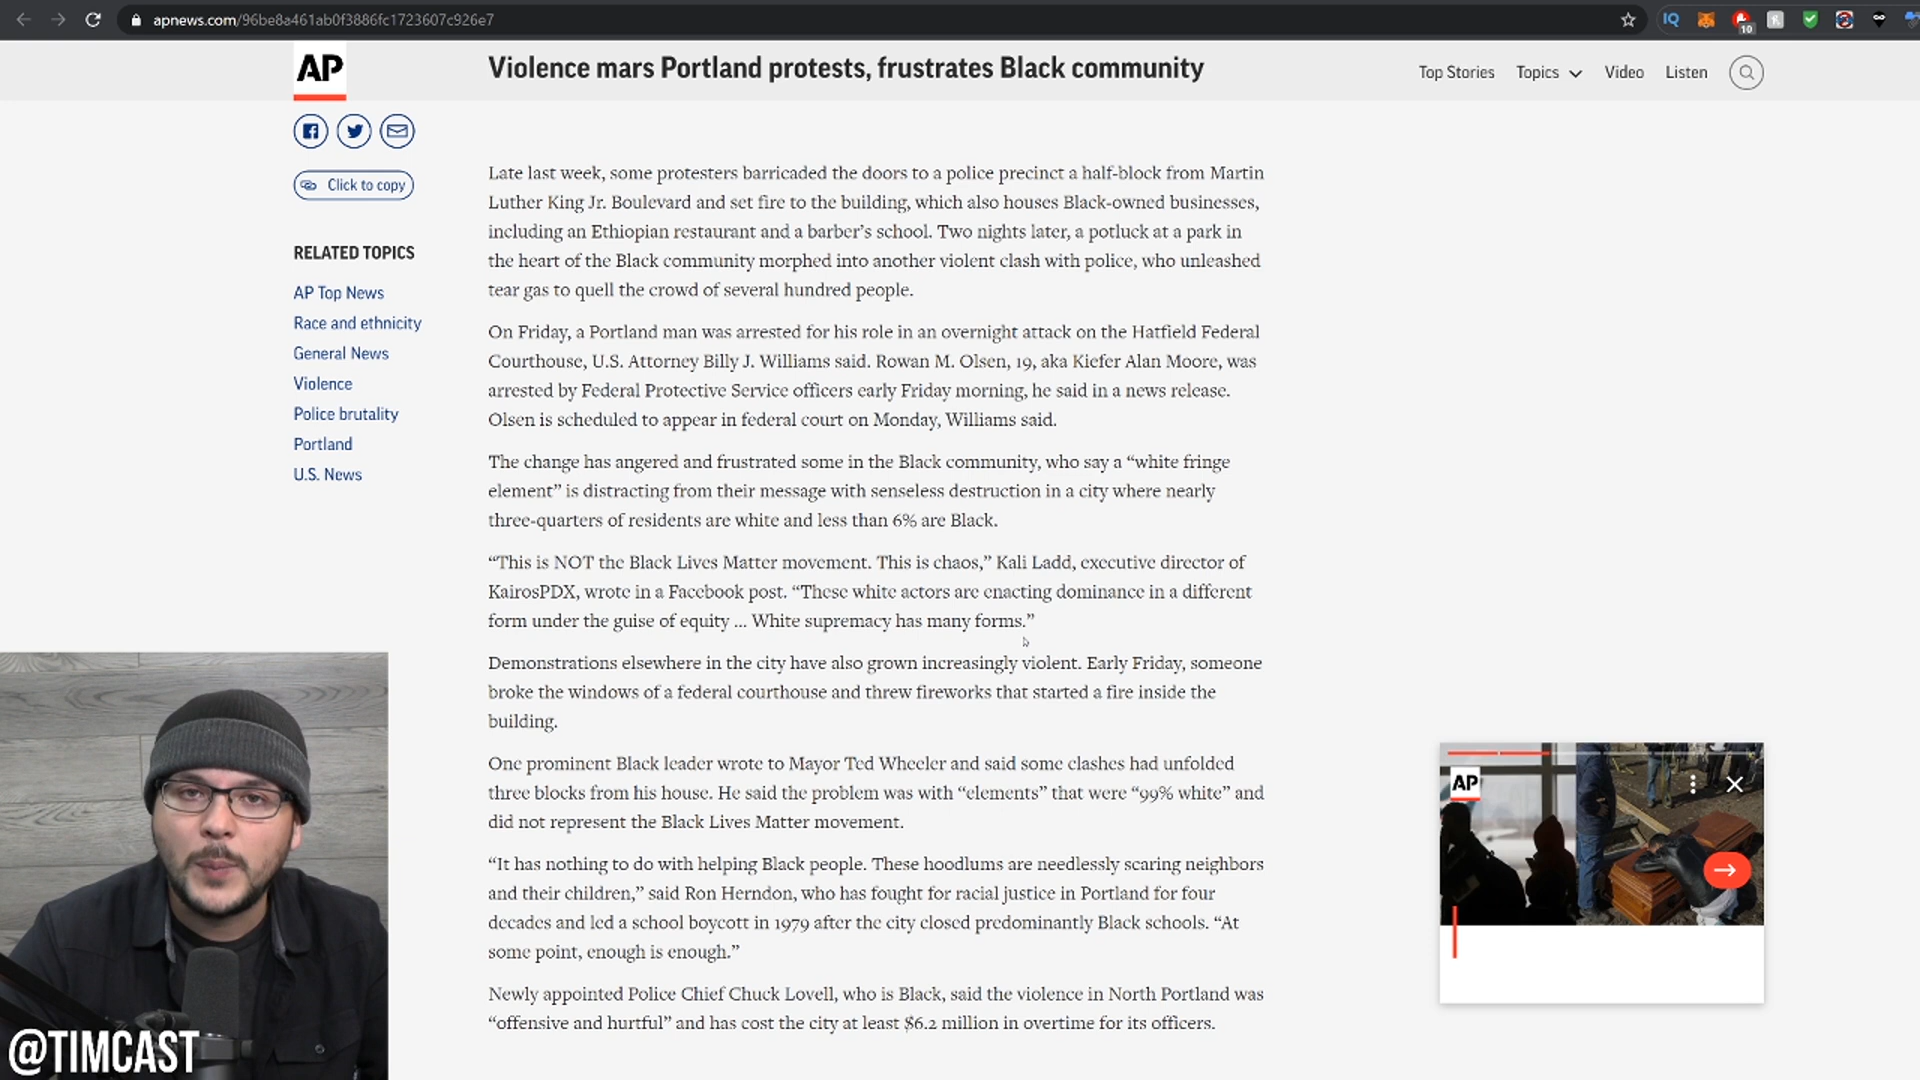 apnews.com/96be8a461ab0f3886fc1723607c926e7
IQ
10
AP
Violence mars Portland protests, frustrates Black community
Top Stories
Topics
Video
Listen
Click to copy
RELATED TOPICS
AP Top News
Race and ethnicity
General News
Violence
Police brutality
Portland
U.S. News
Late last week, some protesters barricaded the doors to a police precinct a half-block from Martin
Luther King Jr. Boulevard and set fire to the building, which also houses Black-owned businesses,
including an Ethiopian restaurant and a barber’s school. Two nights later, a potluck at a park in
the heart of the Black community morphed into another violent clash with police, who unleashed
tear gas to quell the crowd of several hundred people.
On Friday, a Portland man was arrested for his role in an overnight attack on the Hatfield Federal
Courthouse, U.S. Attorney Billy J. Williams said. Rowan M. Olsen, 19, aka Kiefer Alan Moore, was
arrested by Federal Protective Service officers early Friday morning, he said in a news release.
Olsen is scheduled to appear in federal court on Monday, Williams said.
The change has angered and frustrated some in the Black community, who say a “white fringe
element” is distracting from their message with senseless destruction in a city where nearly
three-quarters of residents are white and less than 6% are Black.
“This is NOT the Black Lives Matter movement. This is chaos,” Kali Ladd, executive director of
KairosPDX, wrote in a Facebook post. “These white actors are enacting dominance in a different
form under the guise of equity ... White supremacy has many forms.”
Demonstrations elsewhere in the city have also grown increasingly violent. Early Friday, someone
broke the windows of a federal courthouse and threw fireworks that started a fire inside the
building.
One prominent Black leader wrote to Mayor Ted Wheeler and said some clashes had unfolded
three blocks from his house. He said the problem was with “elements” that were “99% white” and
did not represent the Black Lives Matter movement.
“It has nothing to do with helping Black people. These hoodlums are needlessly scaring neighbors
and their children,” said Ron Herndon, who has fought for racial justice in Portland for four
decades and led a school boycott in 1979 after the city closed predominantly Black schools. “At
some point, enough is enough.”
Newly appointed Police Chief Chuck Lovell, who is Black, said the violence in North Portland was
“offensive and hurtful” and has cost the city at least $6.2 million in overtime for its officers.
AP
@TIMCAST